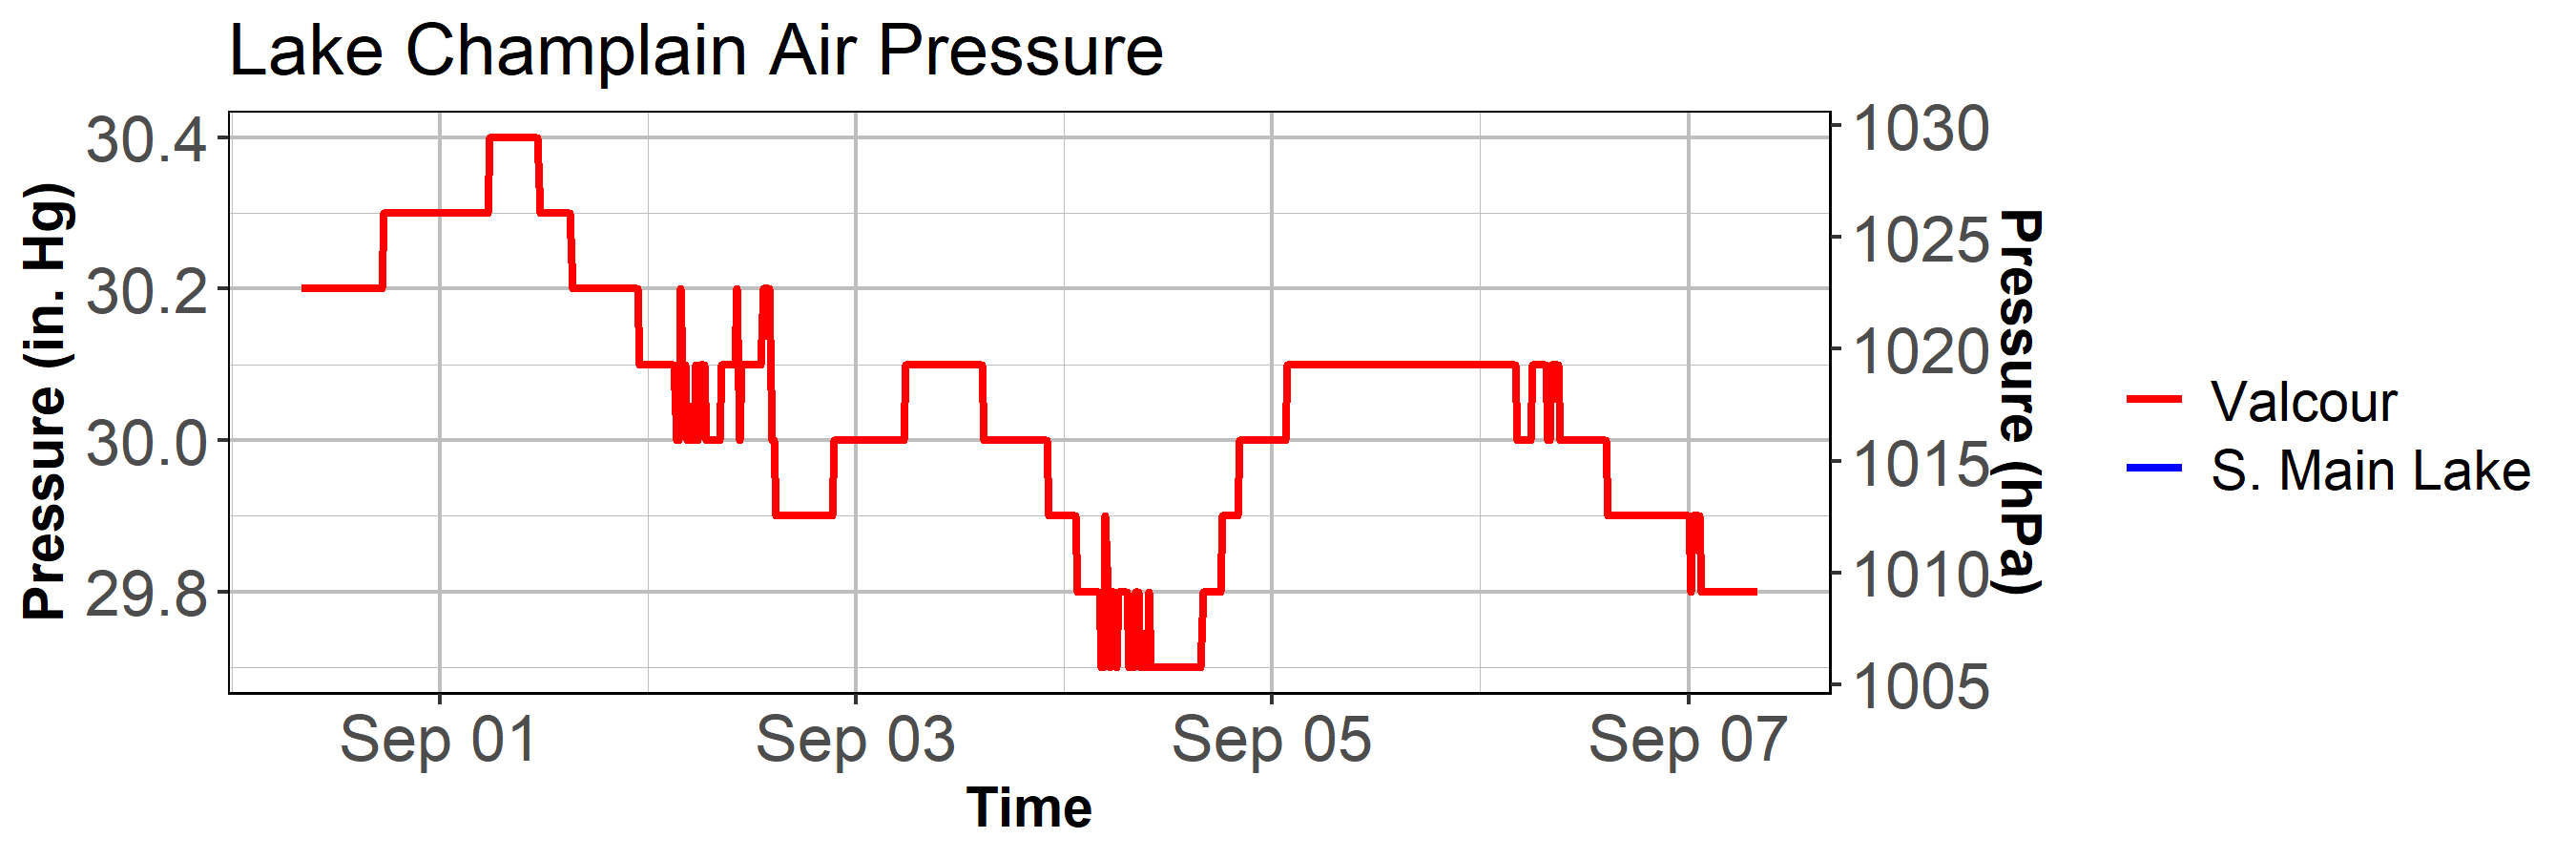 Lake Champlain Air Pressure
Pressure (in. Hg)
30.4
30.2
30.0
29.8
1030
1025
1020
1015
1010
1005
Pressure (hPa)
Sep 01
Sep 03
Sep 05
Sep 07
Time
Valcour
S. Main Lake